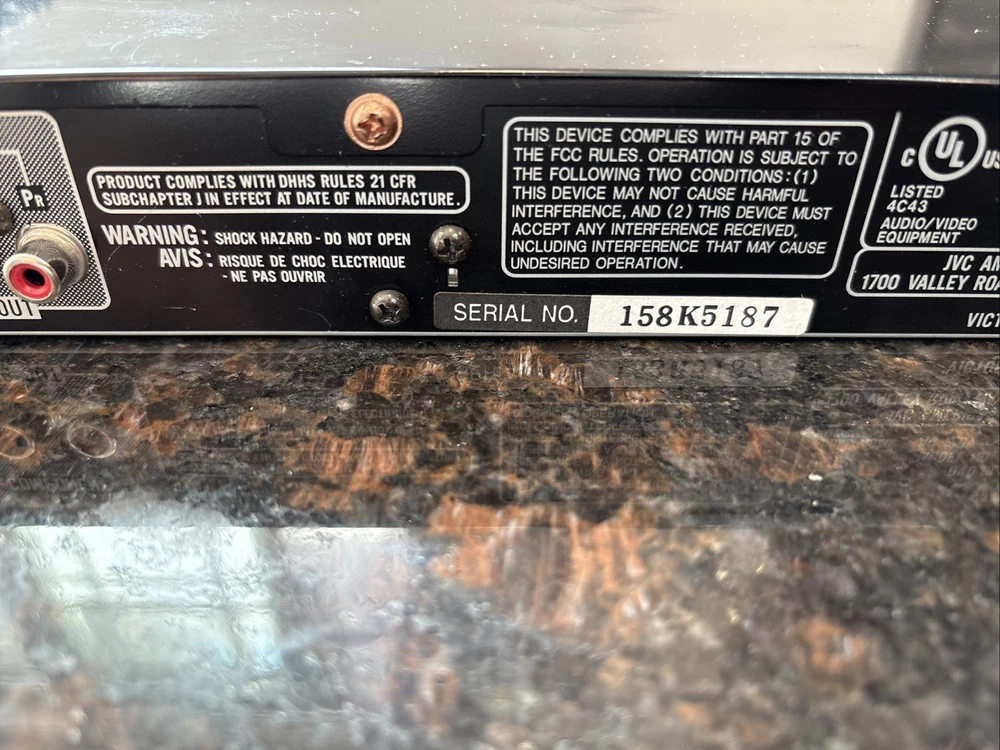 PR
OUT
PRODUCT COMPLIES WITH DHHS RULES 21 CFR
SUBCHAPTER J IN EFFECT AT DATE OF MANUFACTURE.
WARNING: SHOCK HAZARD - DO NOT OPEN
AVIS: RISQUE DE CHOC ELECTRIQUE
- NE PAS OUVRIR
SERIAL NO. 158K5187
THIS DEVICE COMPLIES WITH PART 15 OF
THE FCC RULES. OPERATION IS SUBJECT TO
THE FOLLOWING TWO CONDITIONS: (1)
THIS DEVICE MAY NOT CAUSE HARMFUL
INTERFERENCE, AND (2) THIS DEVICE MUST
ACCEPT ANY INTERFERENCE RECEIVED,
INCLUDING INTERFERENCE THAT MAY CAUSE
UNDESIRED OPERATION.
C UL US
LISTED
4C43
AUDIO/VIDEO
EQUIPMENT
JVC AM
1700 VALLEY ROA
VICT